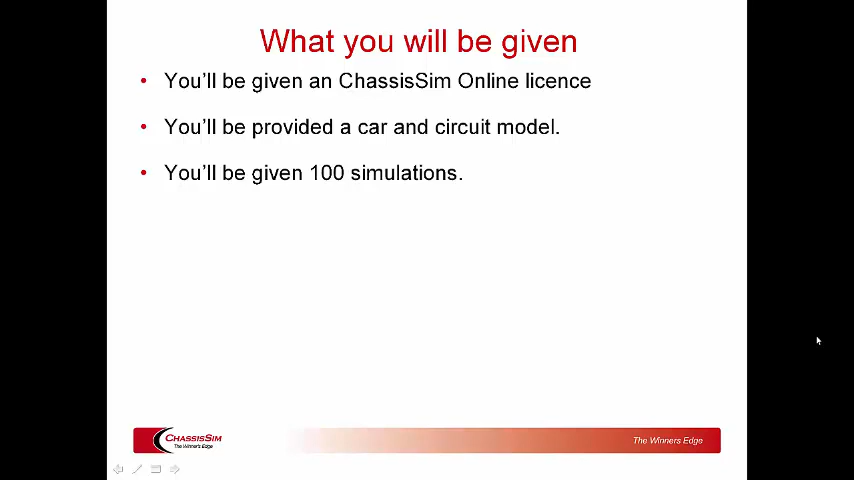 What you will be given
• You'll be given an ChassisSim Online licence
• You'll be provided a car and circuit model.
• You'll be given 100 simulations.
CHASSISSIM
The Winners Edge
The Winners Edge